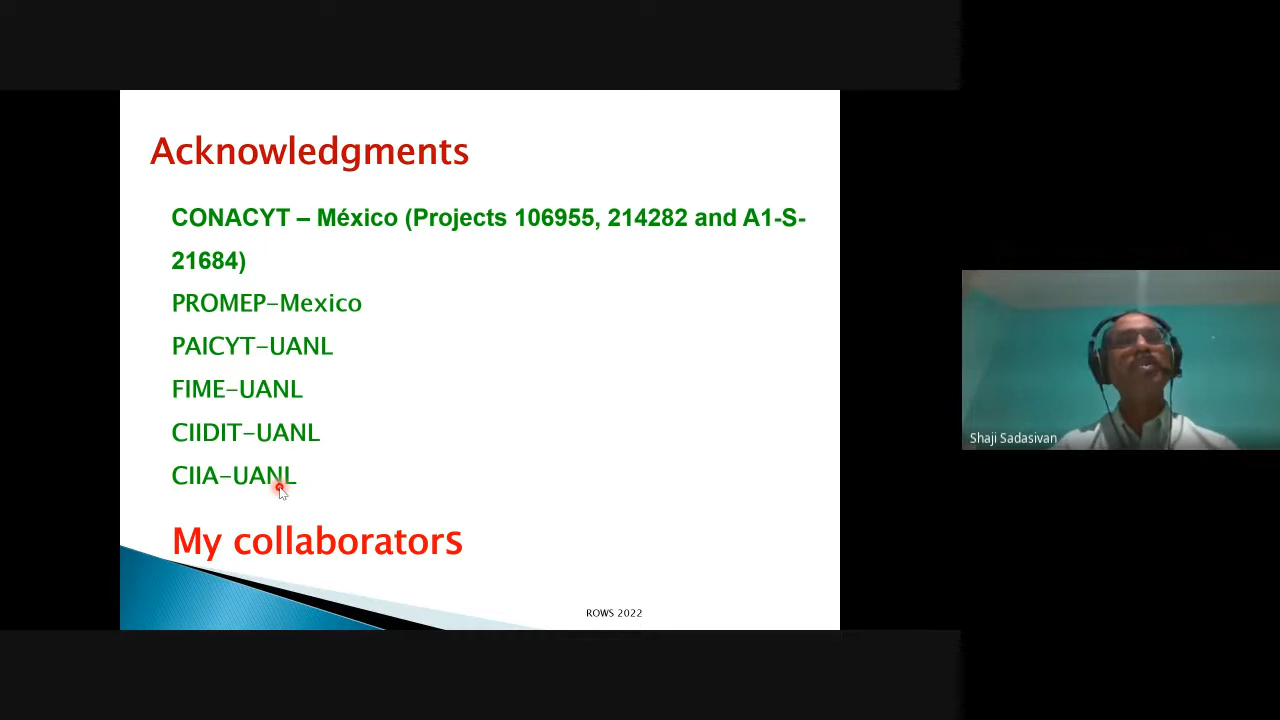 Acknowledgments
CONACYT – México (Projects 106955, 214282 and A1-S-
21684)
PROMEP-Mexico
PAICYT-UANL
FIME-UANL
CIIDIT-UANL
CIIA-UANL
My collaborators
ROWS 2022
Shaji Sadasivan